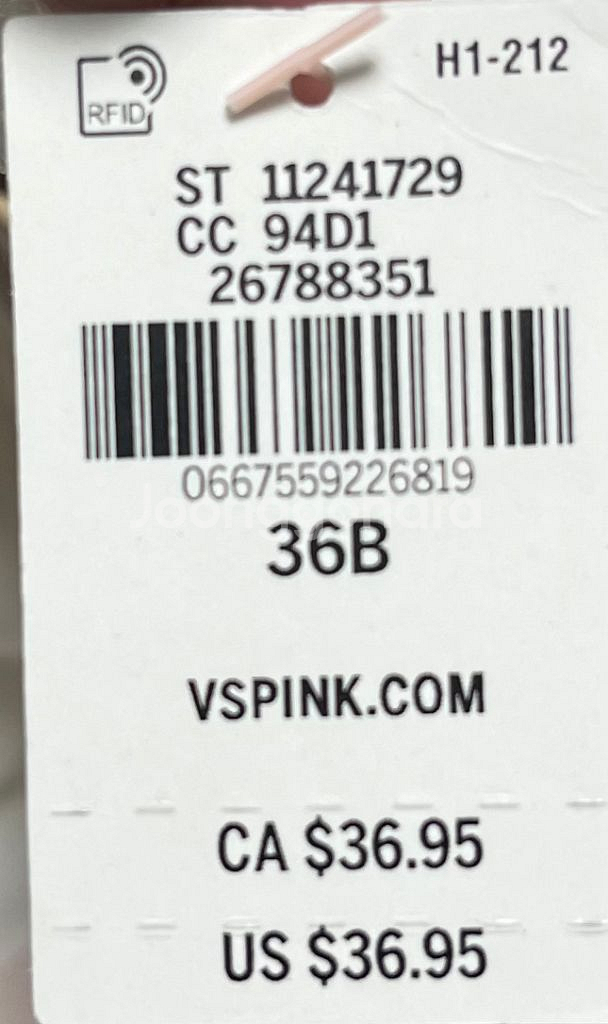 RFID
H1-212
ST 11241729
CC 94D1
26788351
0667559226819
36B
VSPINK.COM
CA $36.95
US $36.95